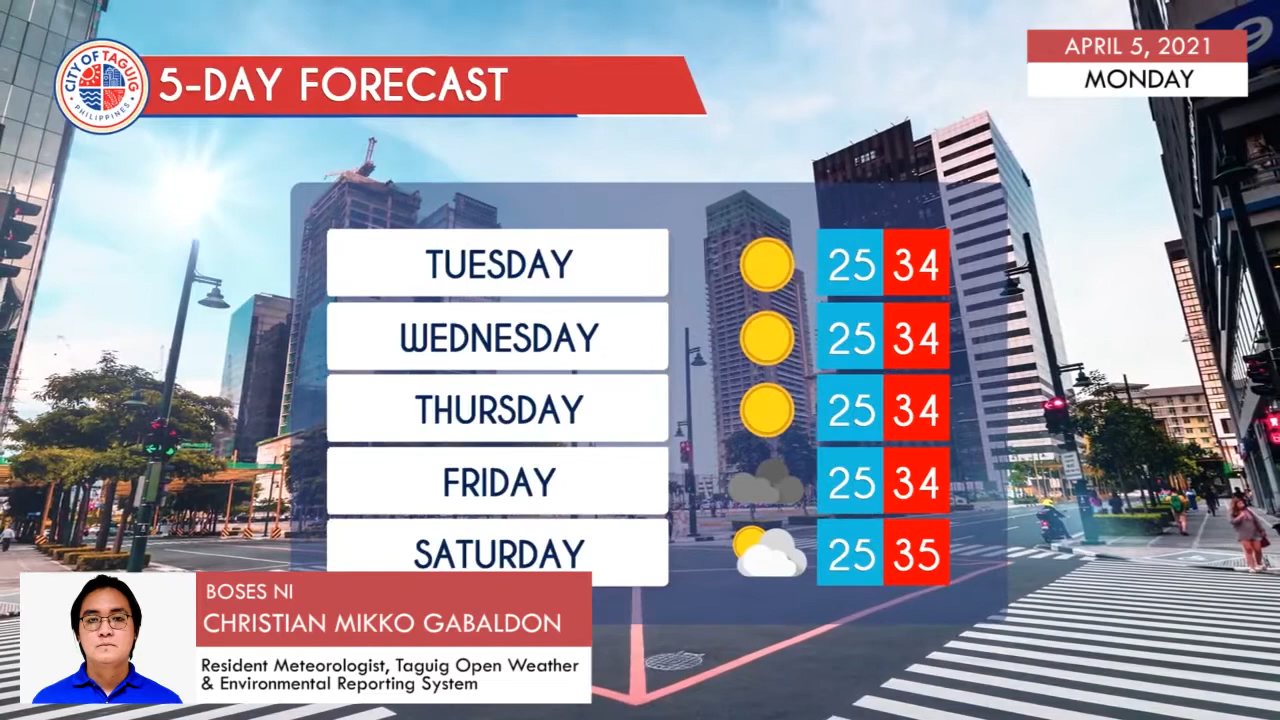 CITY OF TAGUIG
PHILIPPINES
5-DAY FORECAST
APRIL 5, 2021
MONDAY
TUESDAY 25 34
WEDNESDAY 25 34
THURSDAY 25 34
FRIDAY 25 34
SATURDAY 25 35
BOSES NI
CHRISTIAN MIKKO GABALDON
Resident Meteorologist, Taguig Open Weather
& Environmental Reporting System